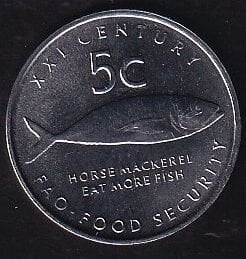 XXI CENTURY
5c
HORSE MACKEREL
EAT MORE FISH
FAO·FOOD SECURITY